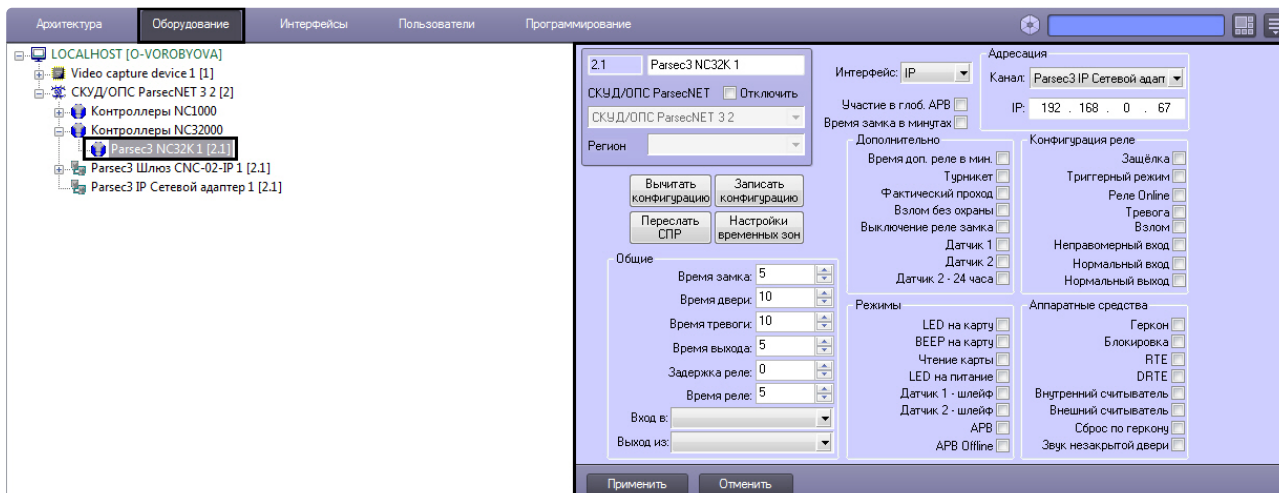 Архитектура Оборудование Интерфейсы Пользователи Программирование
LOCALHOST [O-VOROBYOVA]
Video capture device 1 [1]
СКУД/ОПС ParsecNET 3 2 [2]
Контроллеры NC1000
Контроллеры NC32000
Parsec3 NC32K 1 [2.1]
Parsec3 Шлюз CNC-02-IP 1 [2.1]
Parsec3 IP Сетевой адаптер 1 [2.1]
2.1 Parsec3 NC32K 1
СКУД/ОПС ParsecNET Отключить
СКУД/ОПС ParsecNET 3 2
Регион
Интерфейс: IP
Участие в глоб. APB
Время замка в минутах
Адресация
Канал: Parsec3 IP Сетевой адап
IP: 192 . 168 . 0 . 67
Вычитать конфигурацию
Записать конфигурацию
Переслать СПР
Настройки временных зон
Общие
Время замка: 5
Время двери: 10
Время тревоги: 10
Время выхода: 5
Задержка реле: 0
Время реле: 5
Вход в:
Выход из:
Дополнительно
Время доп. реле в мин.
Турникет
Фактический проход
Взлом без охраны
Выключение реле замка
Датчик 1
Датчик 2
Датчик 2 - 24 часа
Конфигурация реле
Защёлка
Триггерный режим
Реле Online
Тревога
Взлом
Неправомерный вход
Нормальный вход
Нормальный выход
Режимы
LED на карту
BEEP на карту
Чтение карты
LED на питание
Датчик 1 - шлейф
Датчик 2 - шлейф
APB
APB Offline
Аппаратные средства
Геркон
Блокировка
RTE
DRTE
Внутренний считыватель
Внешний считыватель
Сброс по геркону
Звук незакрытой двери
Применить Отменить